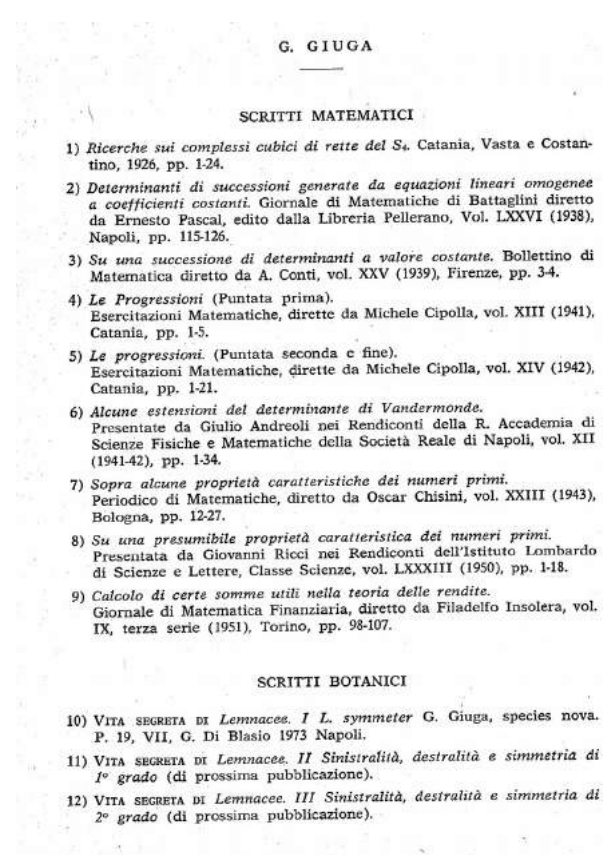 G. GIUGA
SCRITTI MATEMATICI
1) Ricerche sui complessi cubici di rette del S₄. Catania, Vasta e Costan-
tino, 1926, pp. 1-24.
2) Determinanti di successioni generate da equazioni lineari omogenee
a coefficienti costanti. Giornale di Matematiche di Battaglini diretto
da Ernesto Pascal, edito dalla Libreria Pellerano, Vol. LXXVI (1938),
Napoli, pp. 115-126.
3) Su una successione di determinanti a valore costante. Bollettino di
Matematica diretto da A. Conti, vol. XXV (1939), Firenze, pp. 3-4.
4) Le Progressioni (Puntata prima).
Esercitazioni Matematiche, dirette da Michele Cipolla, vol. XIII (1941),
Catania, pp. 1-5.
5) Le progressioni. (Puntata seconda e fine).
Esercitazioni Matematiche, dirette da Michele Cipolla, vol. XIV (1942),
Catania, pp. 1-21.
6) Alcune estensioni del determinante di Vandermonde.
Presentate da Giulio Andreoli nei Rendiconti della R. Accademia di
Scienze Fisiche e Matematiche della Società Reale di Napoli, vol. XII
(1941-42), pp. 1-34.
7) Sopra alcune proprietà caratteristiche dei numeri primi.
Periodico di Matematiche, diretto da Oscar Chisini, vol. XXIII (1943),
Bologna, pp. 12-27.
8) Su una presumibile proprietà caratteristica dei numeri primi.
Presentata da Giovanni Ricci nei Rendiconti dell'Istituto Lombardo
di Scienze e Lettere, Classe Scienze, vol. LXXXIII (1950), pp. 1-18.
9) Calcolo di certe somme utili nella teoria delle rendite.
Giornale di Matematica Finanziaria, diretto da Filadelfo Insolera, vol.
IX, terza serie (1951), Torino, pp. 98-107.
SCRITTI BOTANICI
10) VITA SEGRETA DI Lemnacee. I L. symmeter G. Giuga, species nova.
P. 19, VII, G. Di Blasio 1973 Napoli.
11) VITA SEGRETA DI Lemnacee. II Sinistralità, destralità e simmetria di
1º grado (di prossima pubblicazione).
12) VITA SEGRETA DI Lemnacee. III Sinistralità, destralità e simmetria di
2º grado (di prossima pubblicazione).